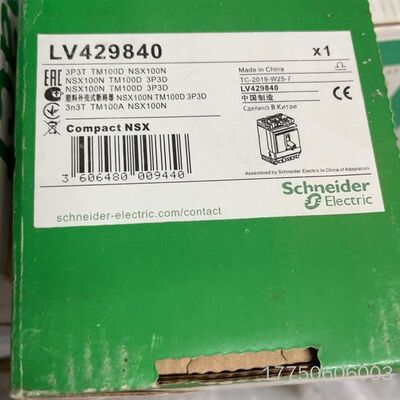 LV429840
x1
EAC
3P3T TM100D NSX100N
NSX100N TM100D 3P3D
NSX100N TM100D 3P3D
塑料外壳式断路器 NSX100N TM100D 3P3D
3n3T TM100A NSX100N
Made in China
TC-2019-W25-7
LV429840
中国制造
Сделано В Китае
Compact NSX
Assembled by Schneider Electric in China of Adaptation
Schneider
Electric
3 606480 009440
schneider-electric.com/contact
17750606003